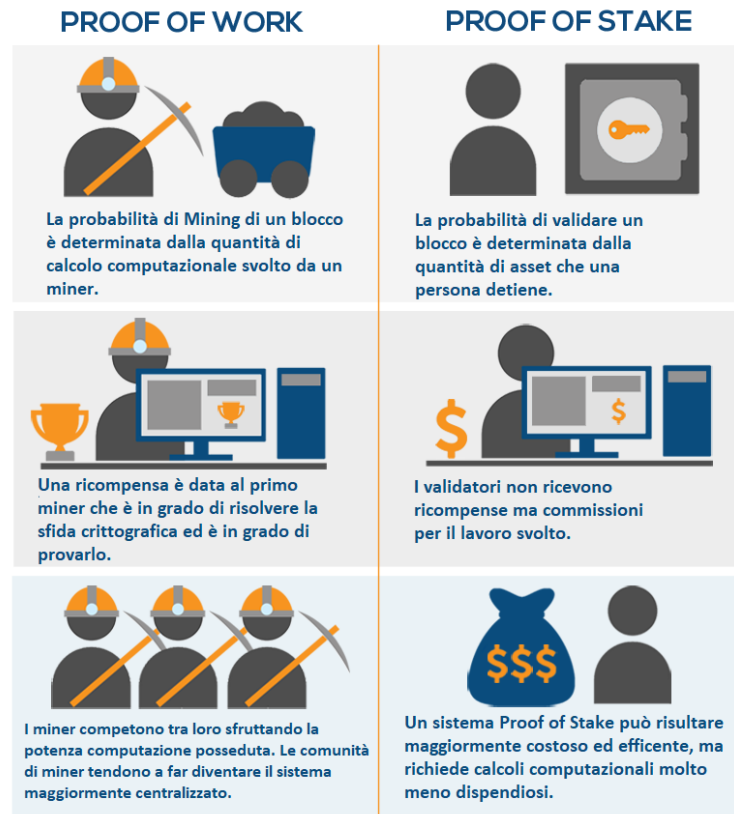 PROOF OF WORK
PROOF OF STAKE
La probabilità di Mining di un blocco
è determinata dalla quantità di
calcolo computazionale svolto da un
miner.
La probabilità di validare un
blocco è determinata dalla
quantità di asset che una
persona detiene.
Una ricompensa è data al primo
miner che è in grado di risolvere la
sfida crittografica ed è in grado di
provarlo.
$
$
I validatori non ricevono
ricompense ma commissioni
per il lavoro svolto.
I miner competono tra loro sfruttando la
potenza computazione posseduta. Le comunità
di miner tendono a far diventare il sistema
maggiormente centralizzato.
$$$
Un sistema Proof of Stake può risultare
maggiormente costoso ed efficente, ma
richiede calcoli computazionali molto
meno dispendiosi.